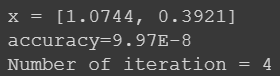 x = [1.0744, 0.3921]
accuracy=9.97E-8
Number of iteration = 4